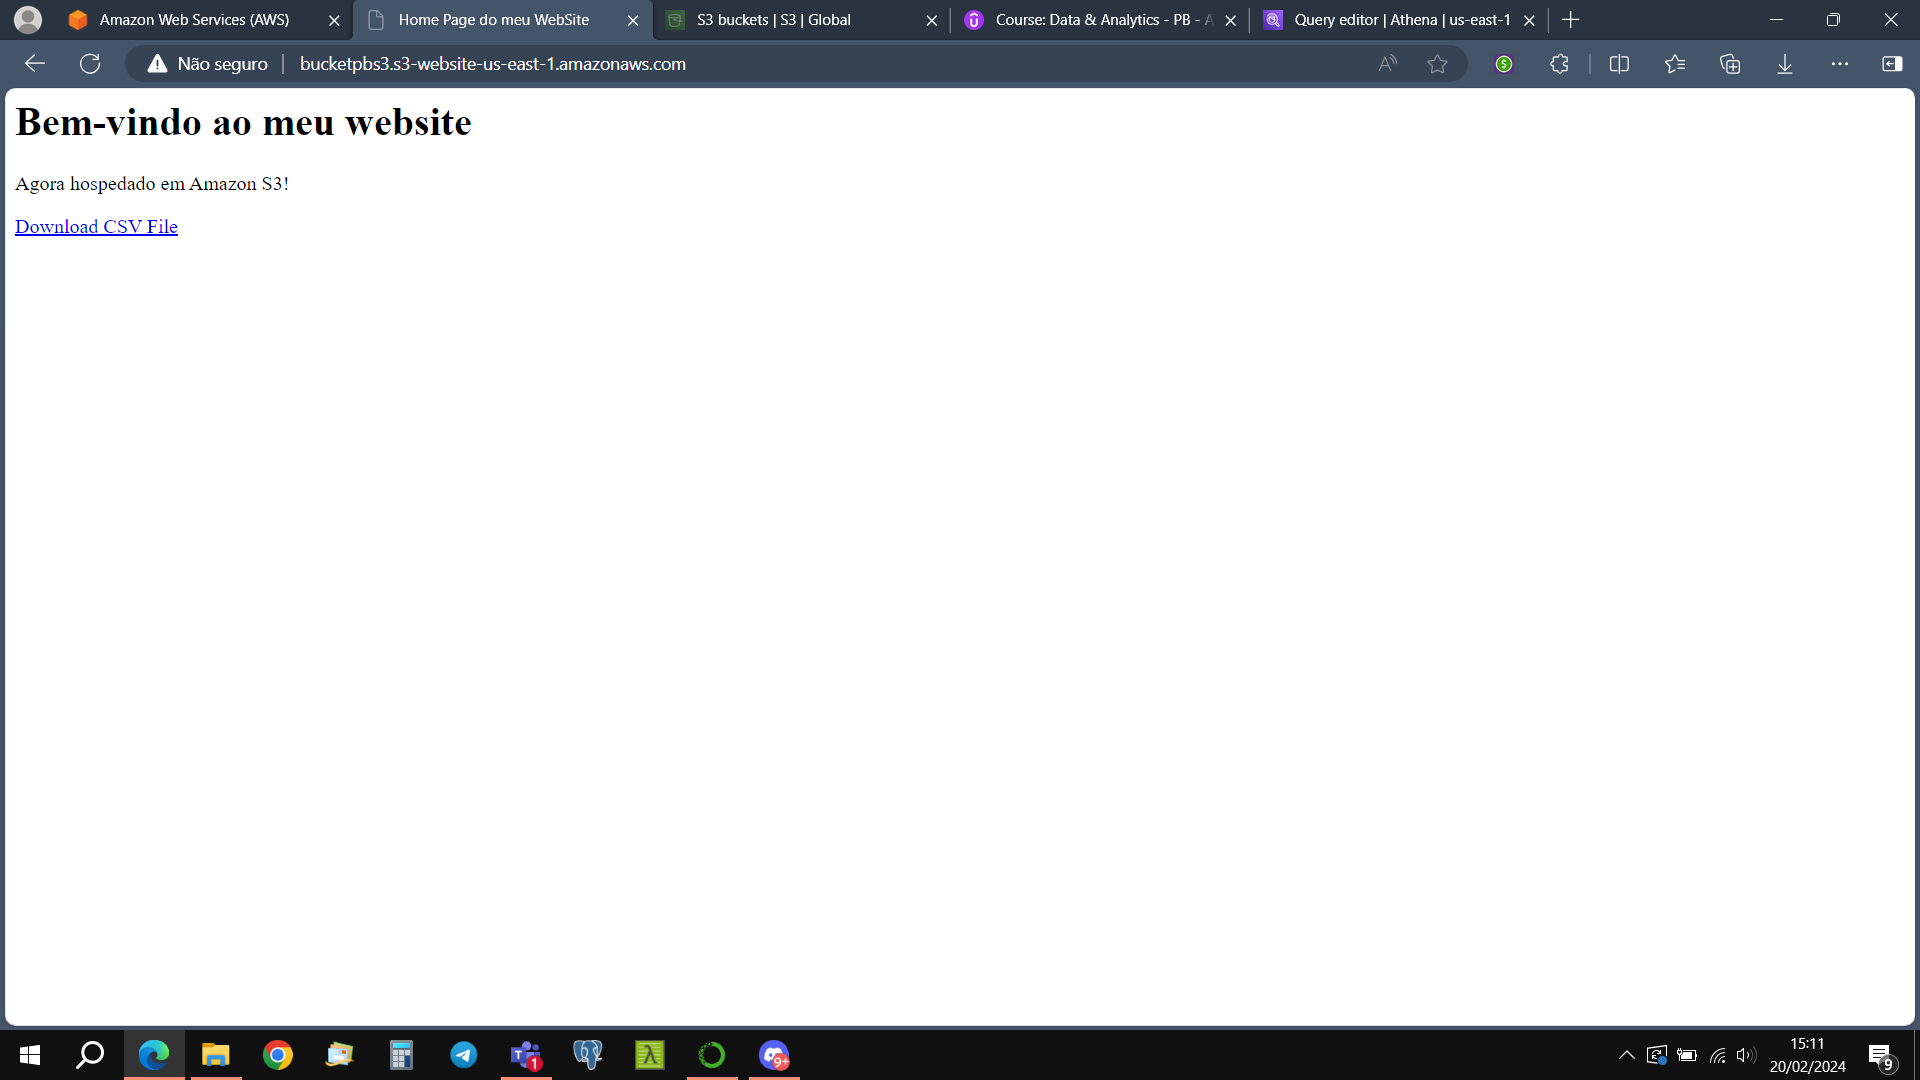 Amazon Web Services (AWS)
Home Page do meu WebSite
S3 buckets | S3 | Global
Course: Data & Analytics - PB - A
Query editor | Athena | us-east-1
Não seguro
bucketpbs3.s3-website-us-east-1.amazonaws.com
Bem-vindo ao meu website
Agora hospedado em Amazon S3!
Download CSV File
1
9+
15:11
20/02/2024
9